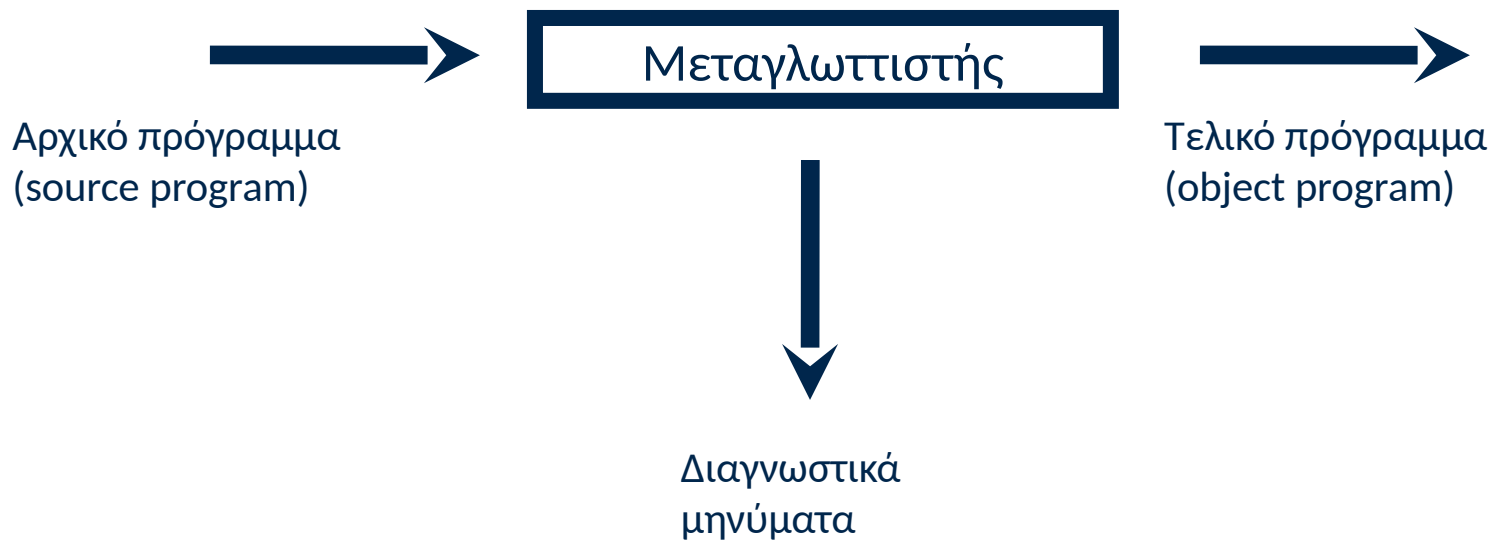 Μεταγλωττιστής
Αρχικό πρόγραμμα
(source program)
Τελικό πρόγραμμα
(object program)
Διαγνωστικά
μηνύματα